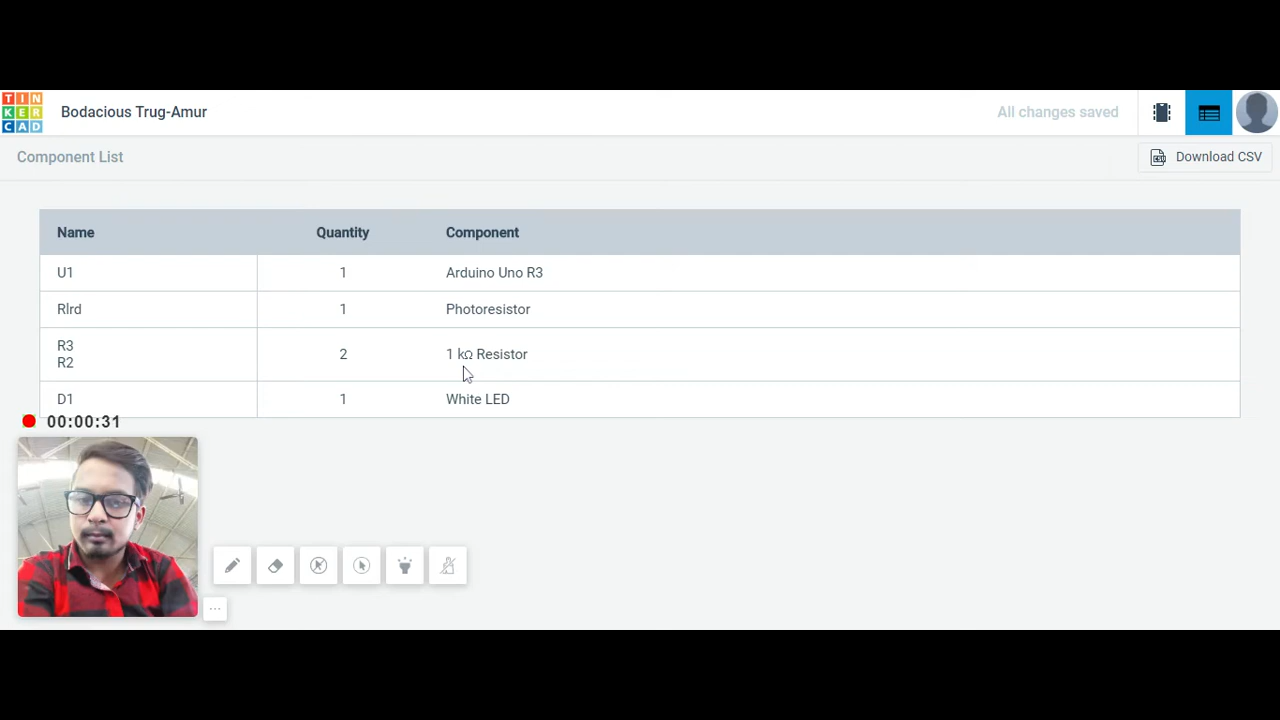 TIN
KER
CAD
Bodacious Trug-Amur
All changes saved
Component List
Download CSV
Name Quantity Component
U1 1 Arduino Uno R3
Rlrd 1 Photoresistor
R3
R2 2 1 kΩ Resistor
D1 1 White LED
00:00:31